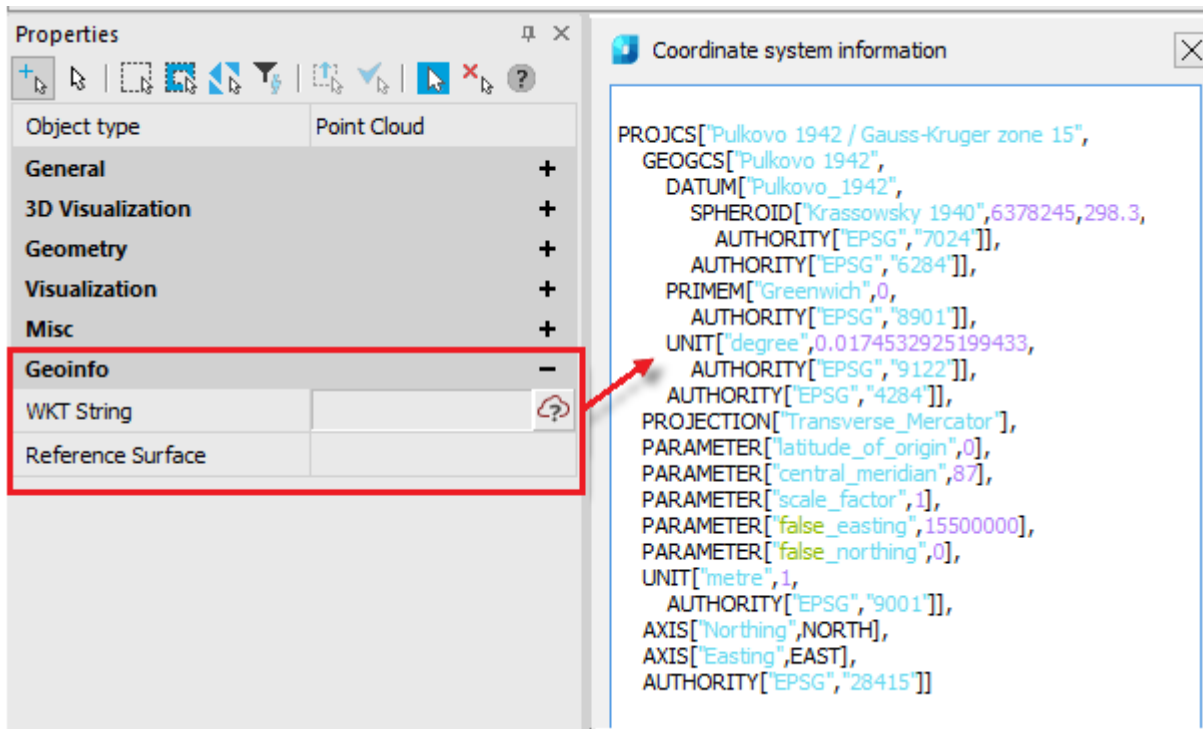 Properties
Object type Point Cloud
General
3D Visualization
Geometry
Visualization
Misc
Geoinfo
WKT String
Reference Surface
Coordinate system information
PROJCS["Pulkovo 1942 / Gauss-Kruger zone 15",
GEOGCS["Pulkovo 1942",
DATUM["Pulkovo_1942",
SPHEROID["Krassowsky 1940",6378245,298.3,
AUTHORITY["EPSG","7024"]],
AUTHORITY["EPSG","6284"]],
PRIMEM["Greenwich",0,
AUTHORITY["EPSG","8901"]],
UNIT["degree",0.0174532925199433,
AUTHORITY["EPSG","9122"]],
AUTHORITY["EPSG","4284"]],
PROJECTION["Transverse_Mercator"],
PARAMETER["latitude_of_origin",0],
PARAMETER["central_meridian",87],
PARAMETER["scale_factor",1],
PARAMETER["false_easting",15500000],
PARAMETER["false_northing",0],
UNIT["metre",1,
AUTHORITY["EPSG","9001"]],
AXIS["Northing",NORTH],
AXIS["Easting",EAST],
AUTHORITY["EPSG","28415"]]